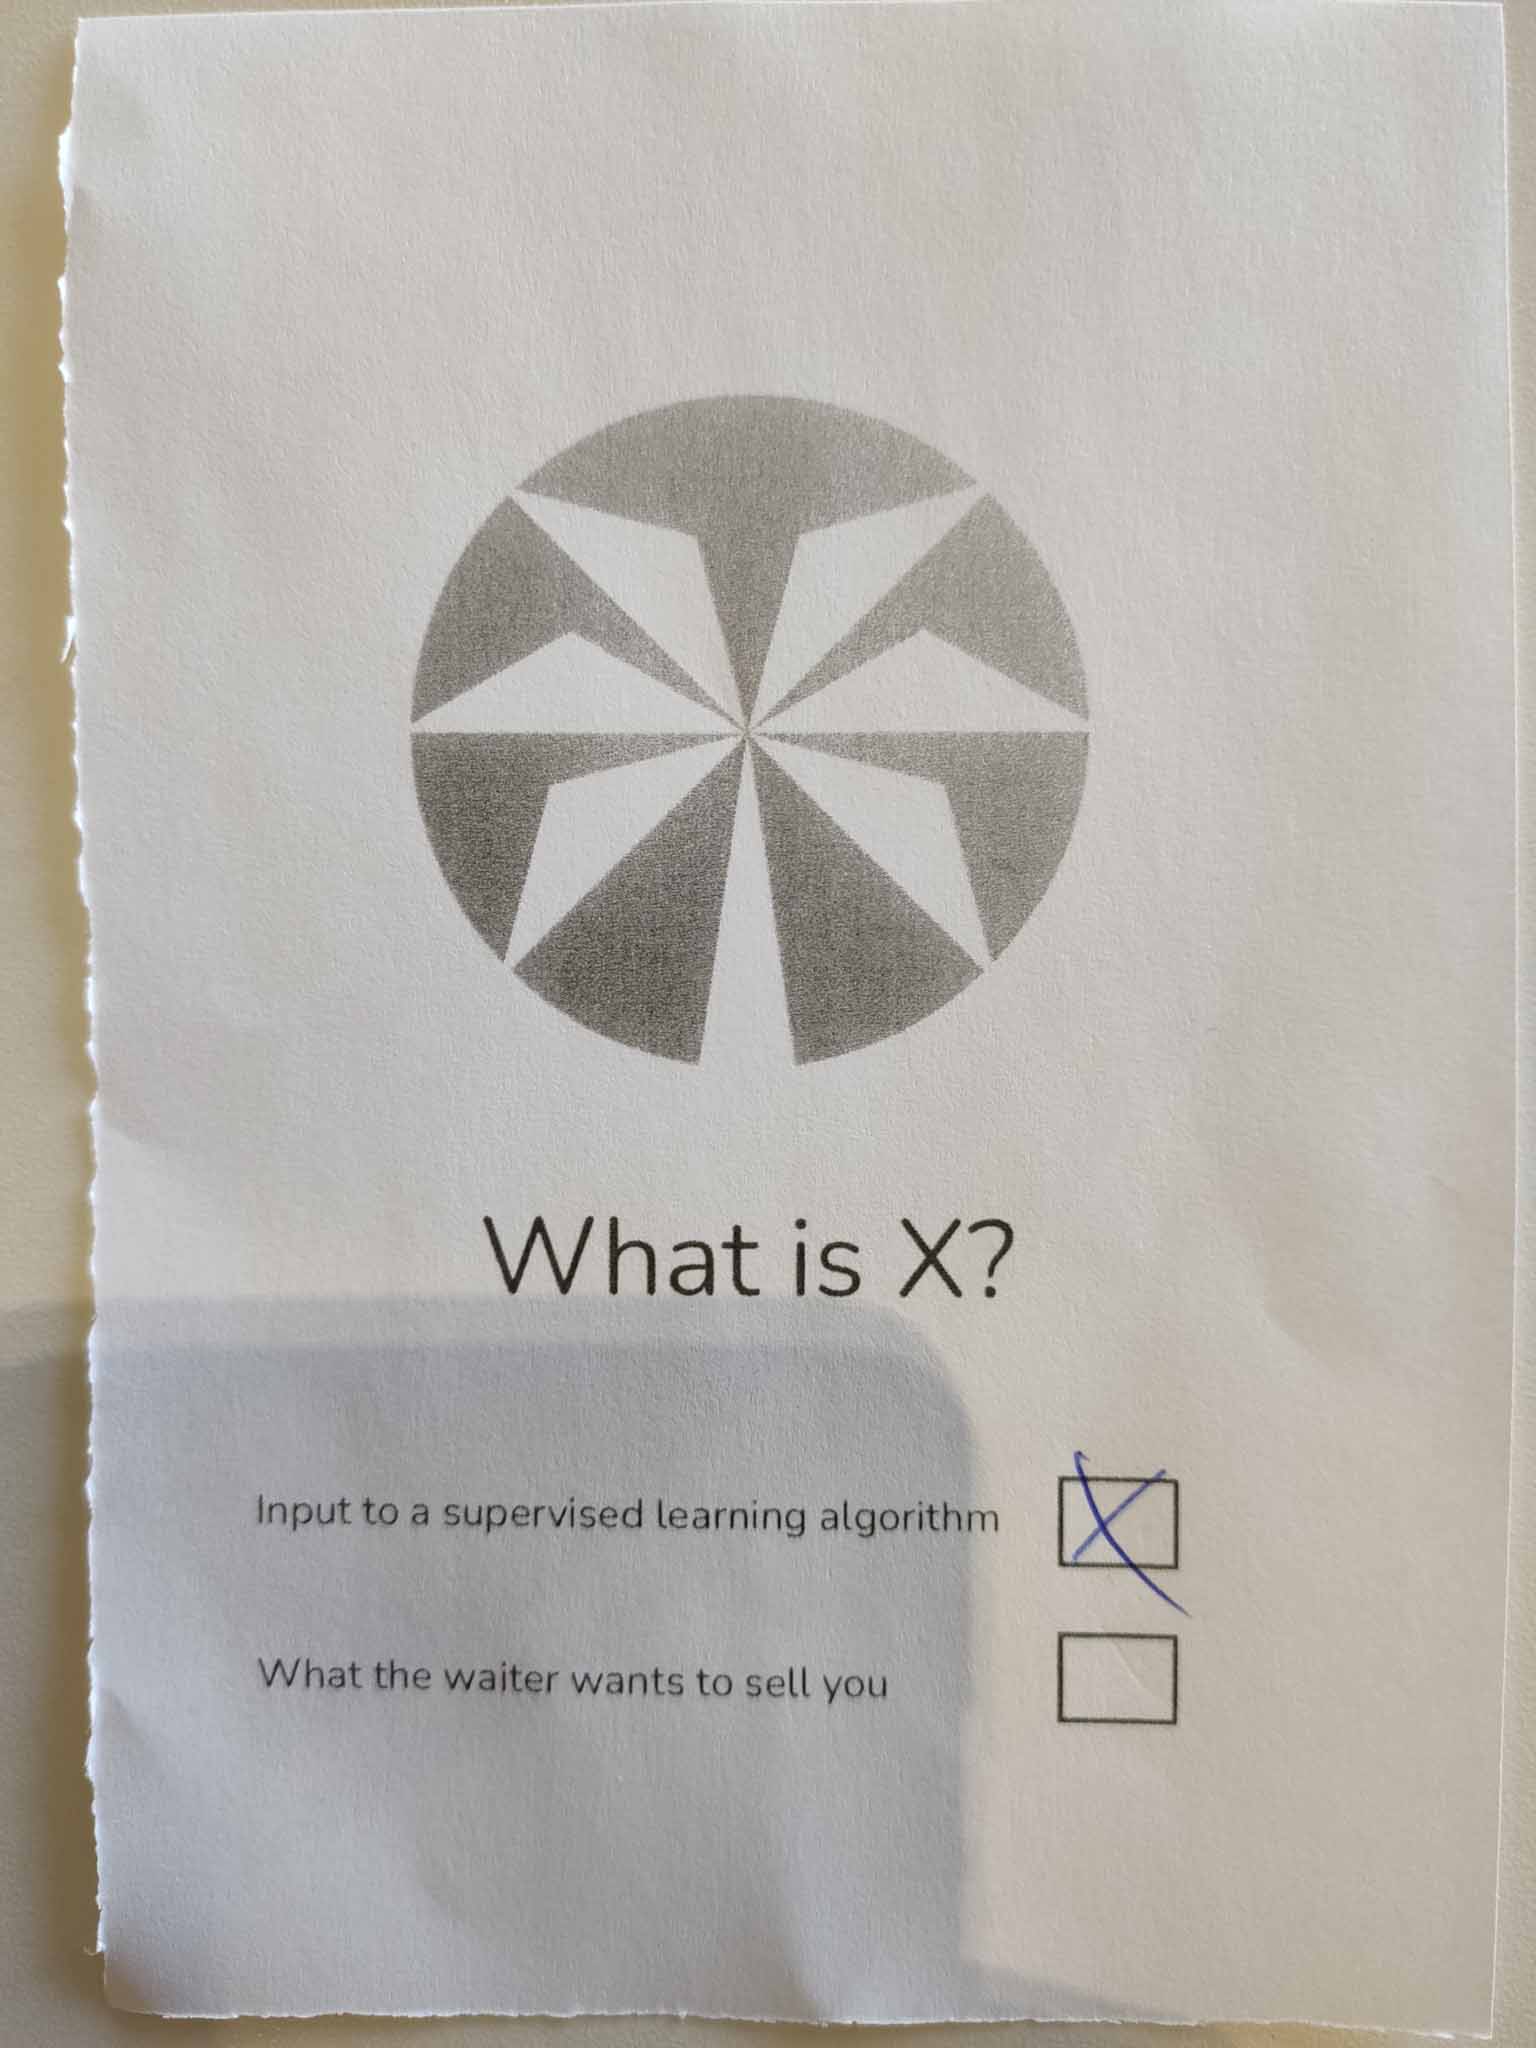 What is X?
Input to a supervised learning algorithm
What the waiter wants to sell you